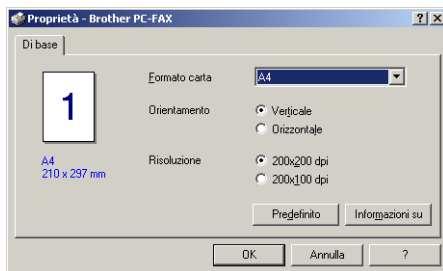 Proprietà - Brother PC-FAX
Di base
1
A4
210 x 297 mm
Formato carta
A4
Orientamento
Verticale
Orizzontale
Risoluzione
200x200 dpi
200x100 dpi
Predefinito
Informazioni su
OK
Annulla
?